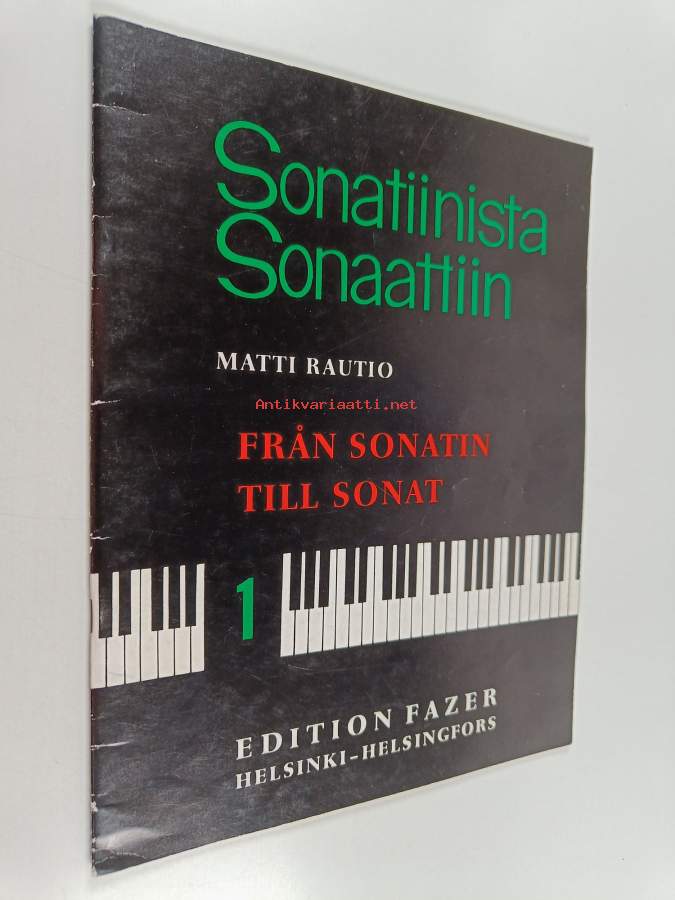 Sonatiinista
Sonaattiin
MATTI RAUTIO
Antikvariaatti.net
FRÅN SONATIN
TILL SONAT
1
EDITION FAZER
HELSINKI–HELSINGFORS